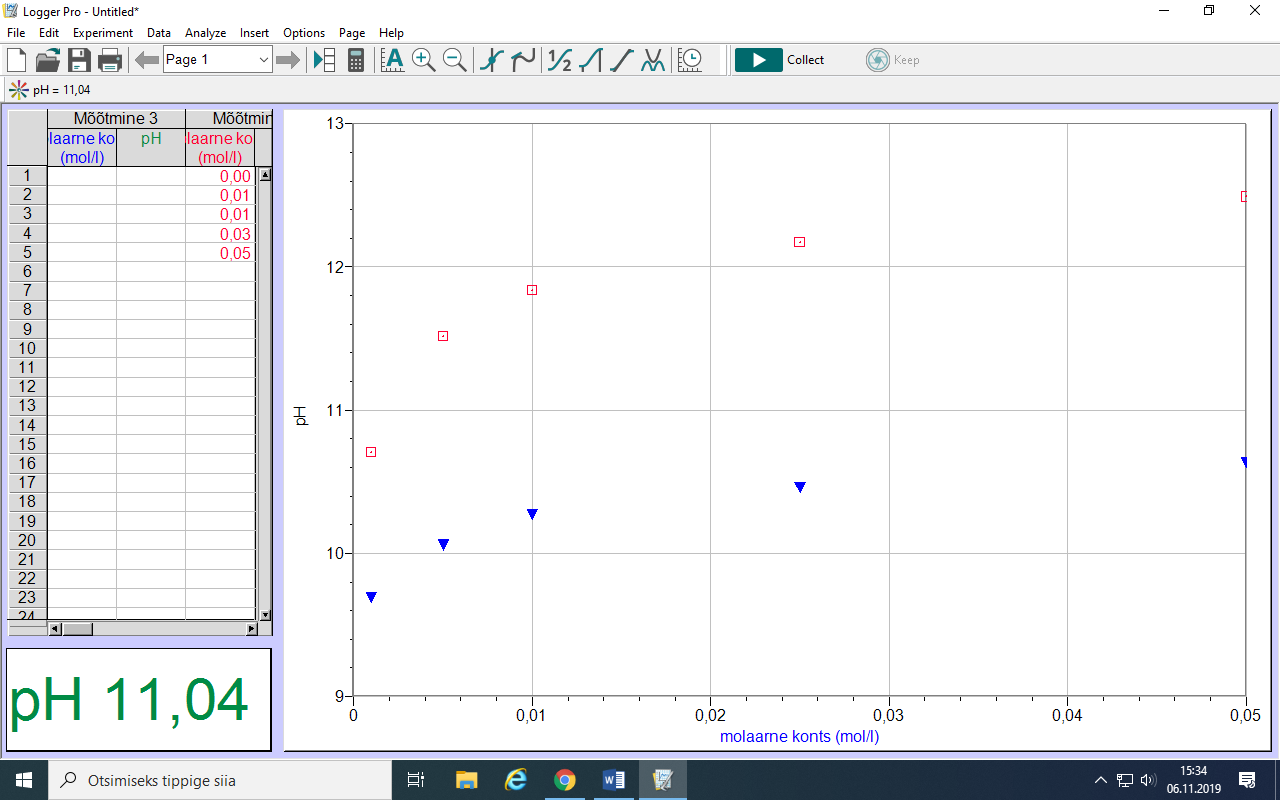 Logger Pro - Untitled*
File Edit Experiment Data Analyze Insert Options Page Help
Page 1
Collect
Keep
pH = 11,04
Mõõtmine 3
Mõõtmin
laarne ko
(mol/l)
pH
laarne ko
(mol/l)
1 0,00
2 0,01
3 0,01
4 0,03
5 0,05
6
7
8
9
10
11
12
13
14
15
16
17
18
19
20
21
22
23
24
pH 11,04
13
12
11
10
9
pH
0 0,01 0,02 0,03 0,04 0,05
molaarne konts (mol/l)
Otsimiseks tippige siia
15:34
06.11.2019